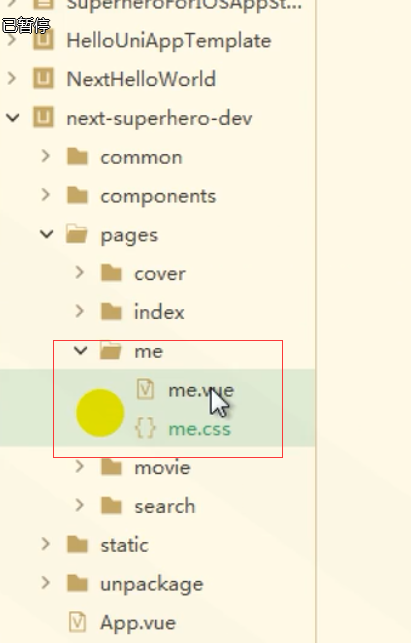 SuperheroForIOSAppSt...
已暂停
HelloUniAppTemplate
NextHelloWorld
next-superhero-dev
common
components
pages
cover
index
me
me.vue
me.css
movie
search
static
unpackage
App.vue